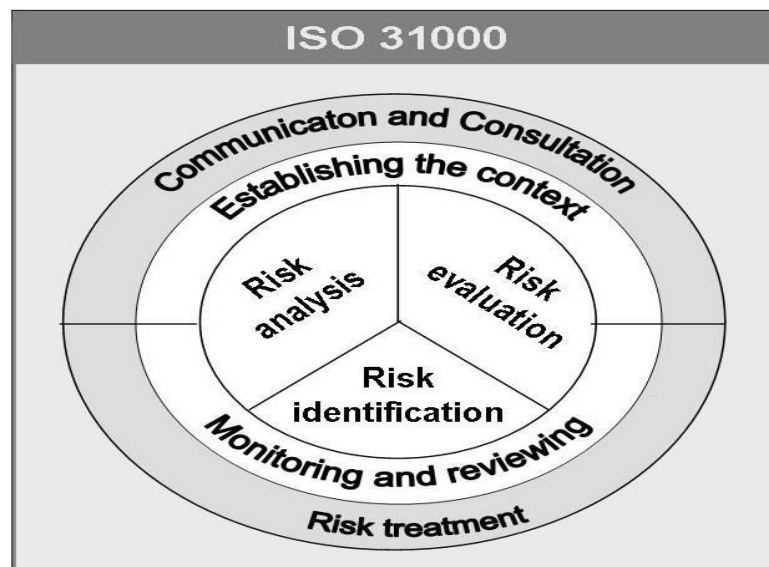 ISO 31000
Communicaton and Consultation
Establishing the context
Risk
analysis
Risk
evaluation
Risk
identification
Monitoring and reviewing
Risk treatment